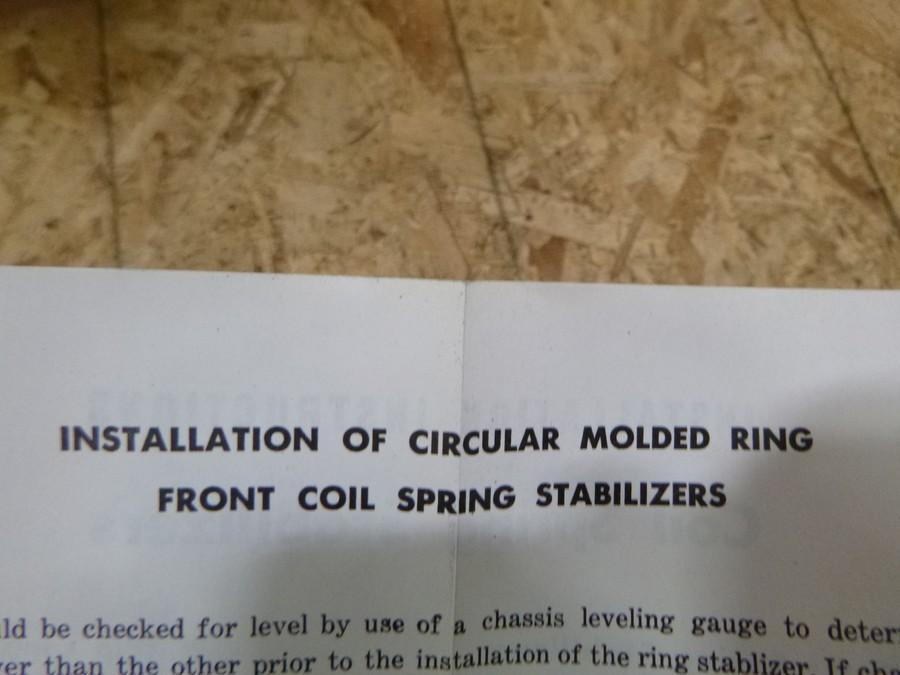 INSTALLATION OF CIRCULAR MOLDED RING
FRONT COIL SPRING STABILIZERS
be checked for level by use of a chassis leveling gauge to
than the other prior to the installation of the ring stablizer. If